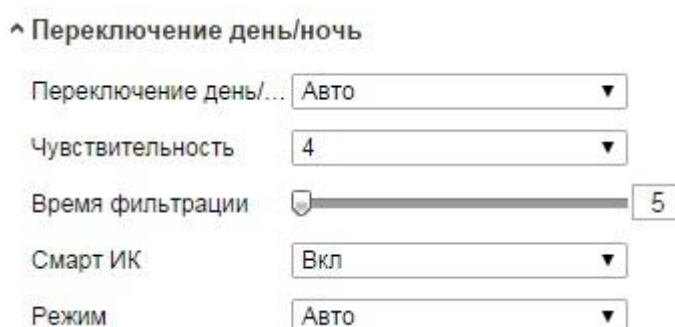 Переключение день/ночь
Переключение день/... Авто
Чувствительность 4
Время фильтрации 5
Смарт ИК Вкл
Режим Авто